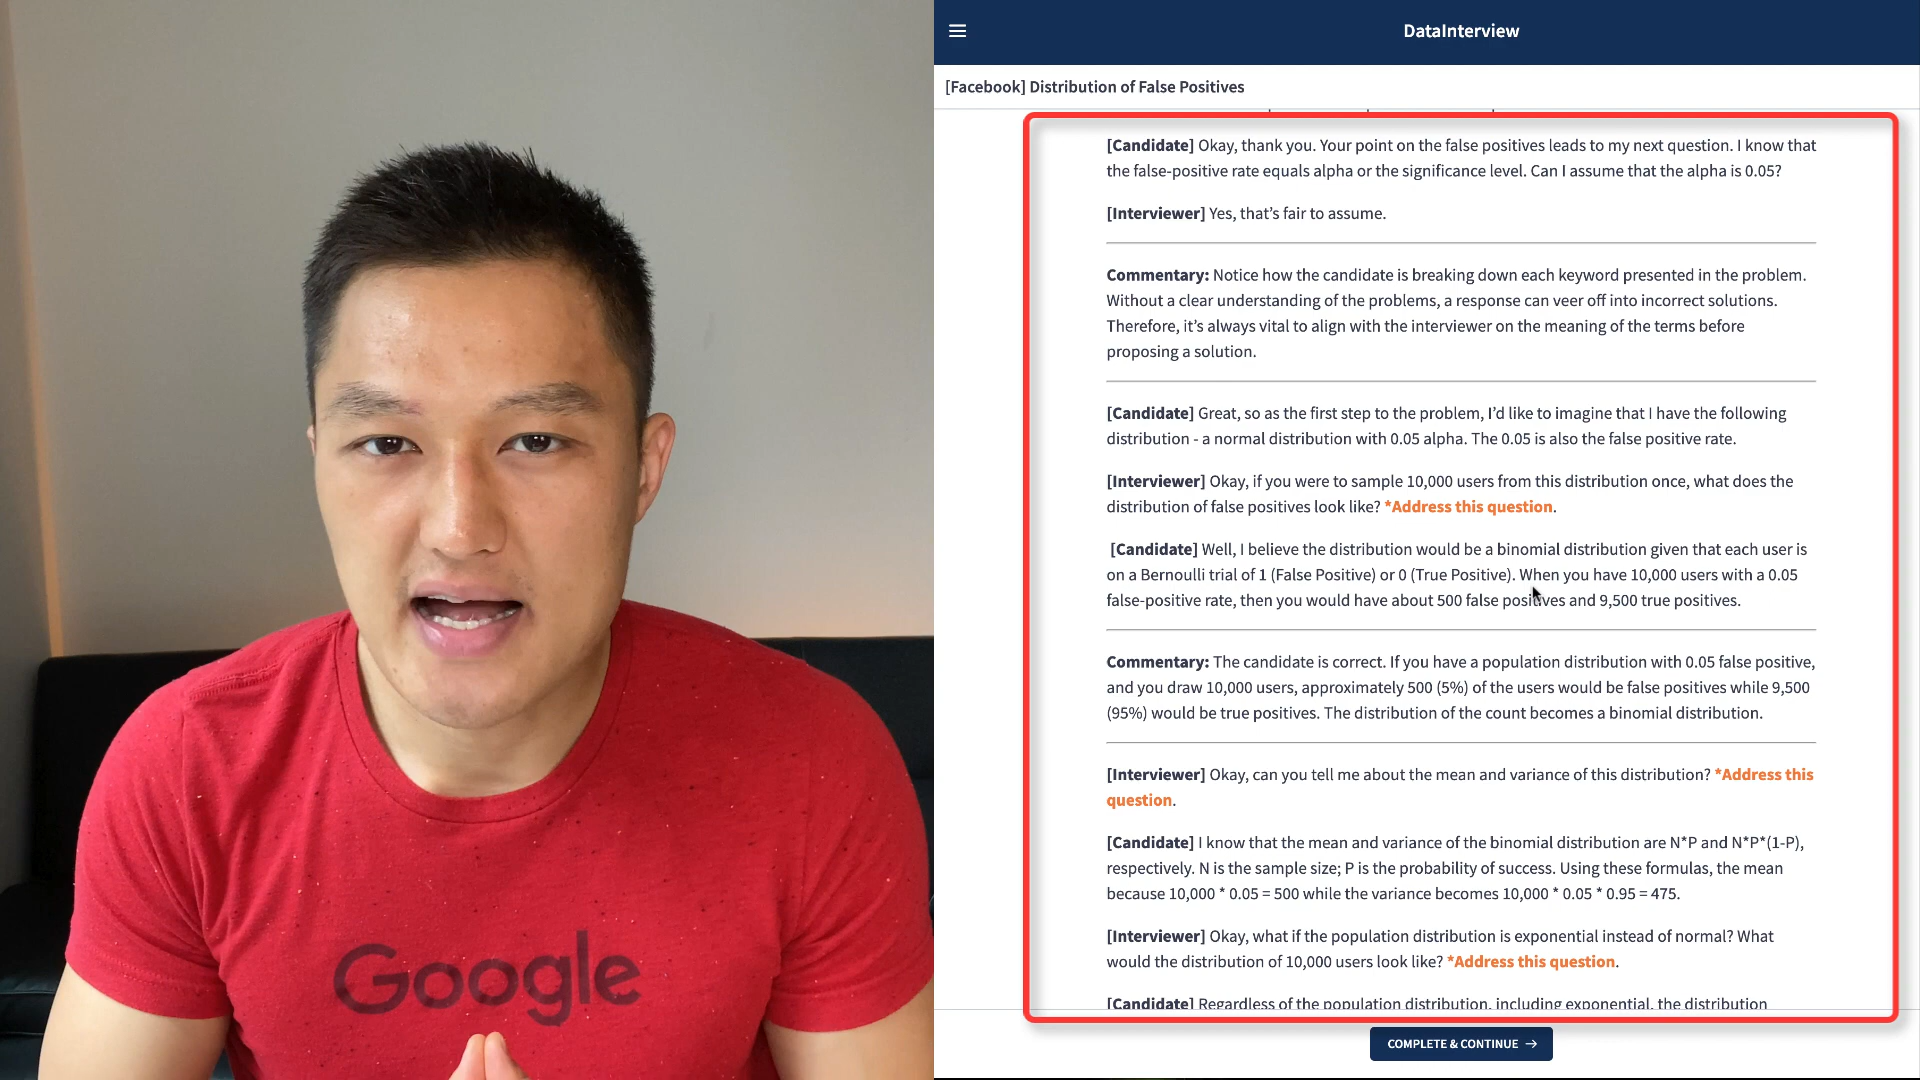 DataInterview
[Facebook] Distribution of False Positives
[Candidate] Okay, thank you. Your point on the false positives leads to my next question. I know that
the false-positive rate equals alpha or the significance level. Can I assume that the alpha is 0.05?
[Interviewer] Yes, that’s fair to assume.
Commentary: Notice how the candidate is breaking down each keyword presented in the problem.
Without a clear understanding of the problems, a response can veer off into incorrect solutions.
Therefore, it’s always vital to align with the interviewer on the meaning of the terms before
proposing a solution.
[Candidate] Great, so as the first step to the problem, I’d like to imagine that I have the following
distribution - a normal distribution with 0.05 alpha. The 0.05 is also the false positive rate.
[Interviewer] Okay, if you were to sample 10,000 users from this distribution once, what does the
distribution of false positives look like? *Address this question.
[Candidate] Well, I believe the distribution would be a binomial distribution given that each user is
on a Bernoulli trial of 1 (False Positive) or 0 (True Positive). When you have 10,000 users with a 0.05
false-positive rate, then you would have about 500 false positives and 9,500 true positives.
Commentary: The candidate is correct. If you have a population distribution with 0.05 false positive,
and you draw 10,000 users, approximately 500 (5%) of the users would be false positives while 9,500
(95%) would be true positives. The distribution of the count becomes a binomial distribution.
[Interviewer] Okay, can you tell me about the mean and variance of this distribution? *Address this
question.
[Candidate] I know that the mean and variance of the binomial distribution are N*P and N*P*(1-P),
respectively. N is the sample size; P is the probability of success. Using these formulas, the mean
because 10,000 * 0.05 = 500 while the variance becomes 10,000 * 0.05 * 0.95 = 475.
[Interviewer] Okay, what if the population distribution is exponential instead of normal? What
would the distribution of 10,000 users look like? *Address this question.
[Candidate] Regardless of the population distribution, including exponential, the distribution
COMPLETE & CONTINUE →
Google